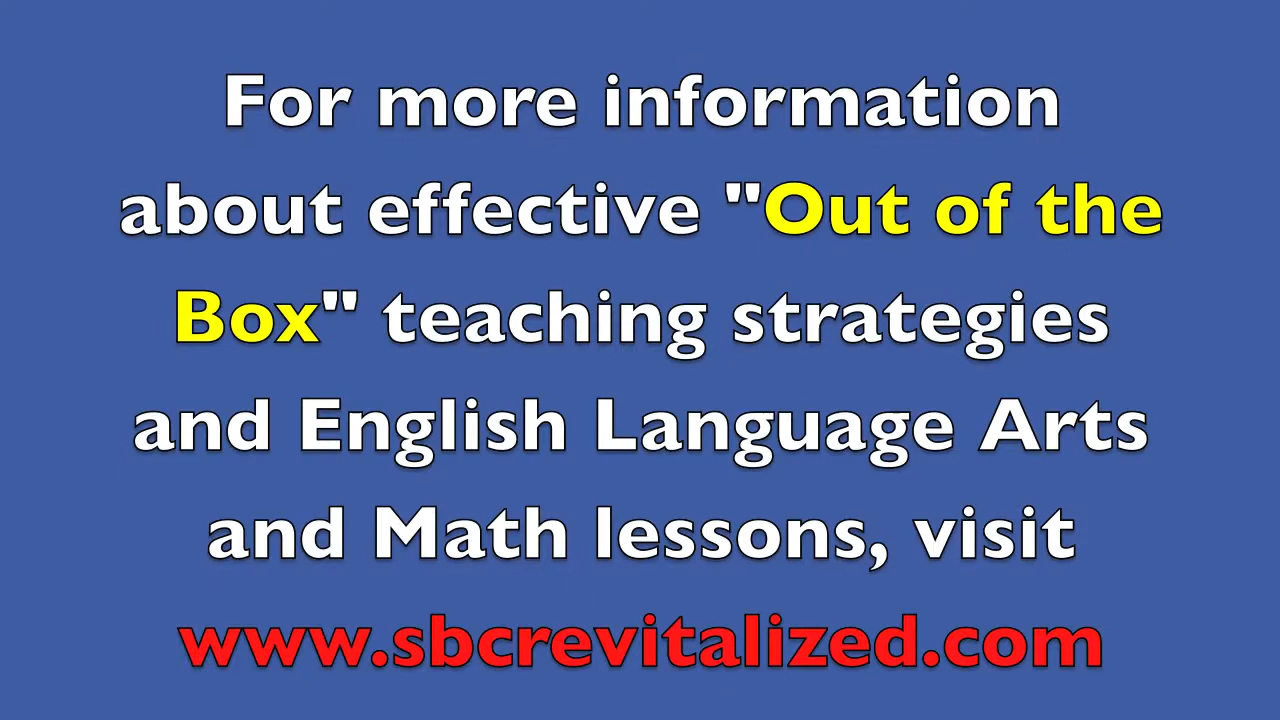 For more information
about effective "Out of the
Box" teaching strategies
and English Language Arts
and Math lessons, visit
www.sbcrevitalized.com